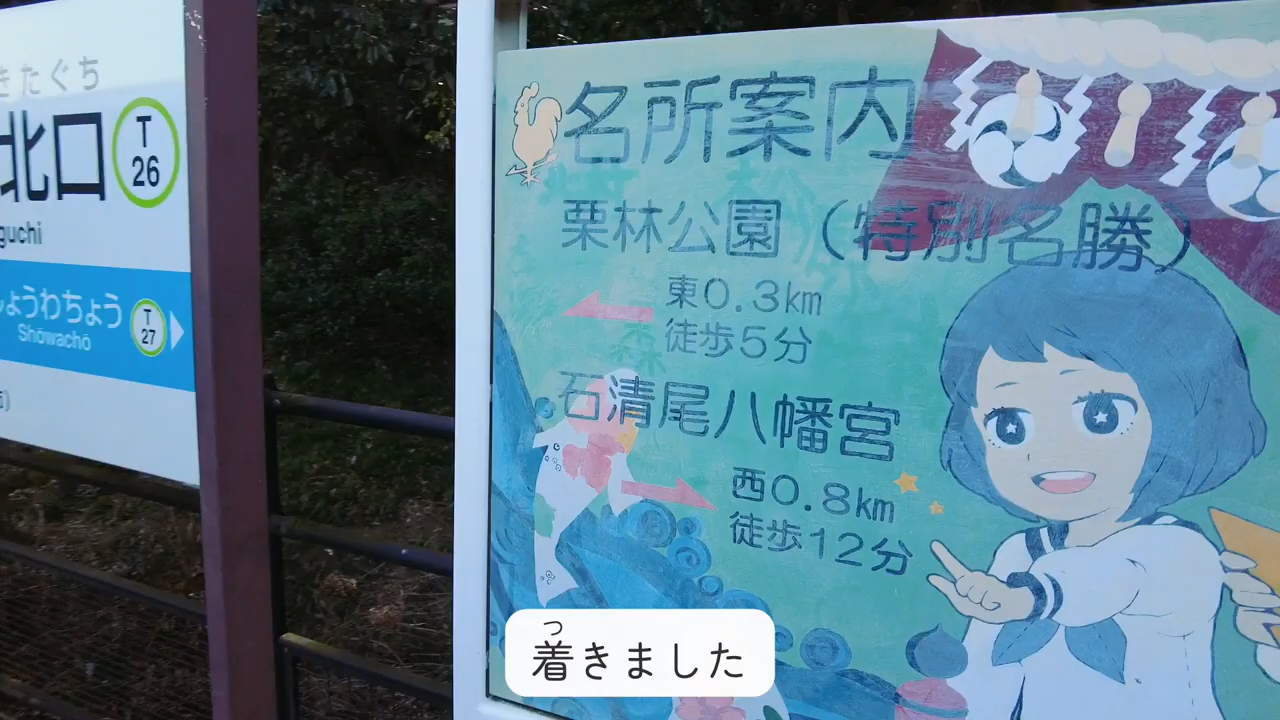 きたぐち
北口
T
26
guchi
しょうわちょう
Shōwachō
T
27
名所案内
栗林公園（特別名勝）
東0.3km
徒歩5分
石清尾八幡宮
西0.8km
徒歩12分
つ
着きました